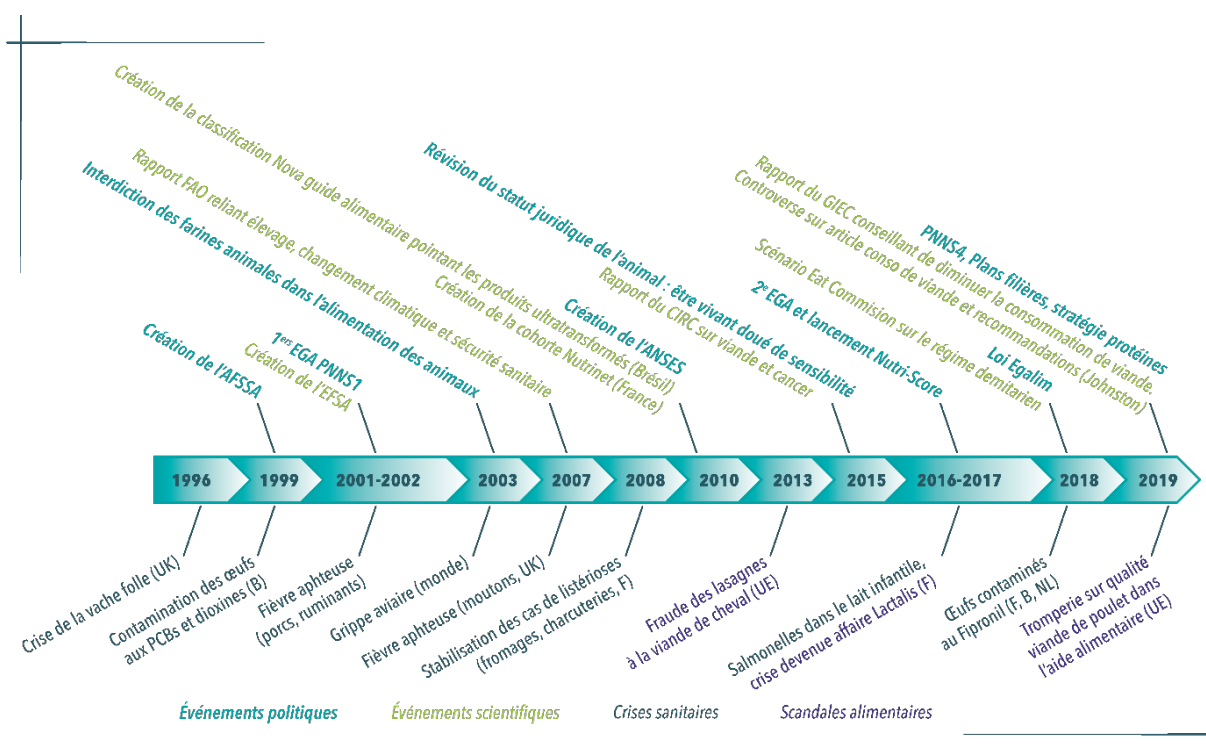 Création de la classification Nova guide alimentaire pointant les produits ultratransformés (Brésil)
Création de la cohorte Nutrinet (France)
Rapport FAO reliant élevage, changement climatique et sécurité sanitaire
Interdiction des farines animales dans l'alimentation des animaux
Création de l'AFSSA
1ers EGA PNNS1
Création de l'EFSA
Création de l'ANSES
Révision du statut juridique de l'animal : être vivant doué de sensibilité
Rapport du CIRC sur viande et cancer
2e EGA et lancement Nutri-Score
Scénario Eat Commision sur le régime demitarien
Loi Egalim
Rapport du GIEC conseillant de diminuer la consommation de viande.
Controverse sur article conso de viande et recommandations (Johnston)
PNNS4, Plans filières, stratégie protéines
1996
1999
2001-2002
2003
2007
2008
2010
2013
2015
2016-2017
2018
2019
Crise de la vache folle (UK)
Contamination des œufs
aux PCBs et dioxines (B)
Fièvre aphteuse
(porcs, ruminants)
Grippe aviaire (monde)
Fièvre aphteuse (moutons, UK)
Stabilisation des cas de listérioses
(fromages, charcuteries, F)
Fraude des lasagnes
à la viande de cheval (UE)
Salmonelles dans le lait infantile,
crise devenue affaire Lactalis (F)
Œufs contaminés
au Fipronil (F, B, NL)
Tromperie sur qualité
viande de poulet dans
l'aide alimentaire (UE)
Événements politiques
Événements scientifiques
Crises sanitaires
Scandales alimentaires